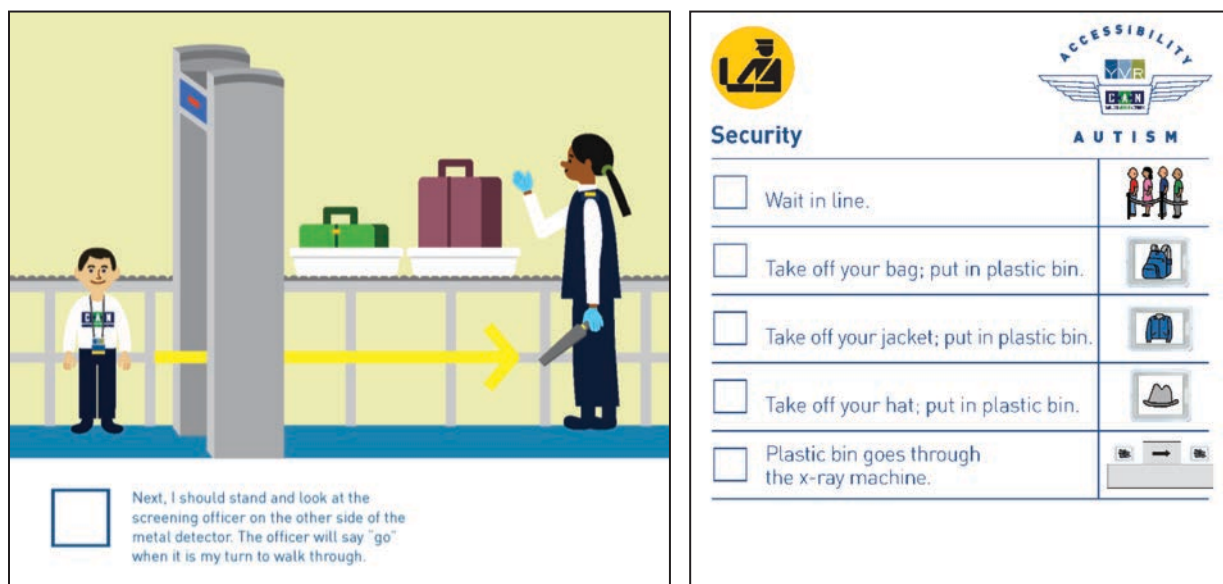 Next, I should stand and look at the
screening officer on the other side of the
metal detector. The officer will say “go”
when it is my turn to walk through.
ACCESSIBILITY
YVR
CAN
AUTISM
Security
Wait in line.
Take off your bag; put in plastic bin.
Take off your jacket; put in plastic bin.
Take off your hat; put in plastic bin.
Plastic bin goes through
the x-ray machine.